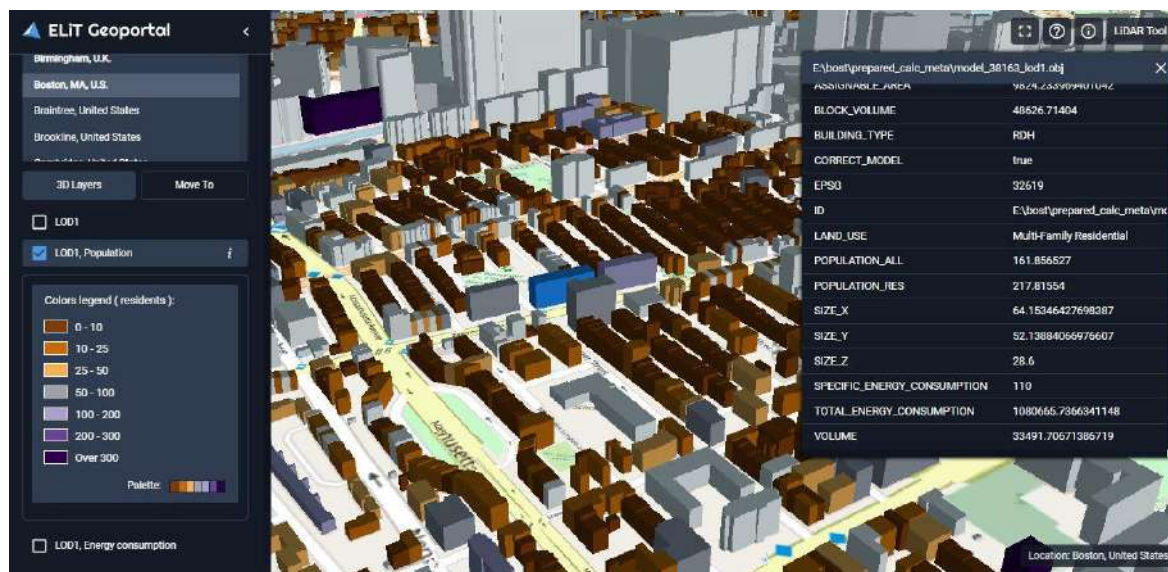 ELiT Geoportal
Birmingham, U.K.
Boston, MA, U.S.
Braintree, United States
Brookline, United States
3D Layers
Move To
LOD1
LOD1, Population
i
Colors legend ( residents ):
0 - 10
10 - 25
25 - 50
50 - 100
100 - 200
200 - 300
Over 300
Palette:
LOD1, Energy consumption
LiDAR Tool
E:\bost\prepared_calc_meta\model_38163_lod1.obj
ASSIGNABLE_AREA 9824.233969401042
BLOCK_VOLUME 48626.71404
BUILDING_TYPE RDH
CORRECT_MODEL true
EPSG 32619
ID E:\bost\prepared_calc_meta\mo
LAND_USE Multi-Family Residential
POPULATION_ALL 161.856527
POPULATION_RES 217.81554
SIZE_X 64.15346427698387
SIZE_Y 52.13884066976607
SIZE_Z 28.6
SPECIFIC_ENERGY_CONSUMPTION 110
TOTAL_ENERGY_CONSUMPTION 1080665.7366341148
VOLUME 33491.70671386719
Location: Boston, United States